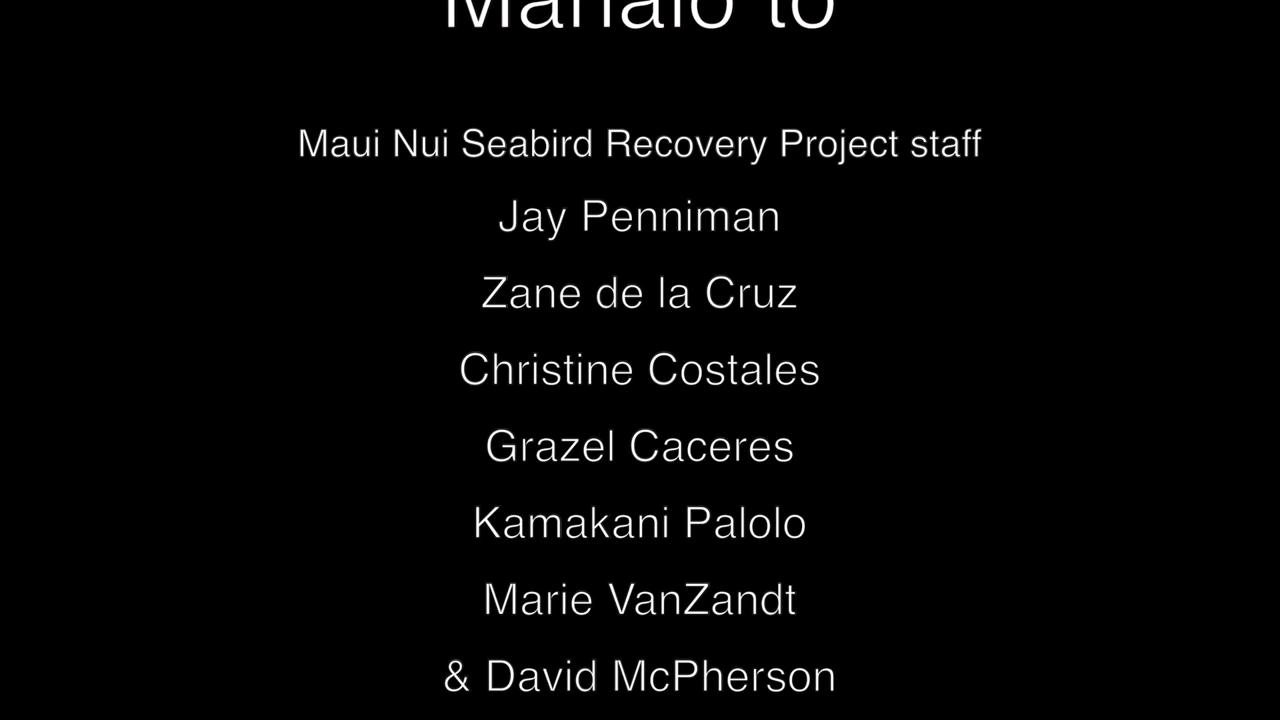 Mahalo to
Maui Nui Seabird Recovery Project staff
Jay Penniman
Zane de la Cruz
Christine Costales
Grazel Caceres
Kamakani Palolo
Marie VanZandt
& David McPherson